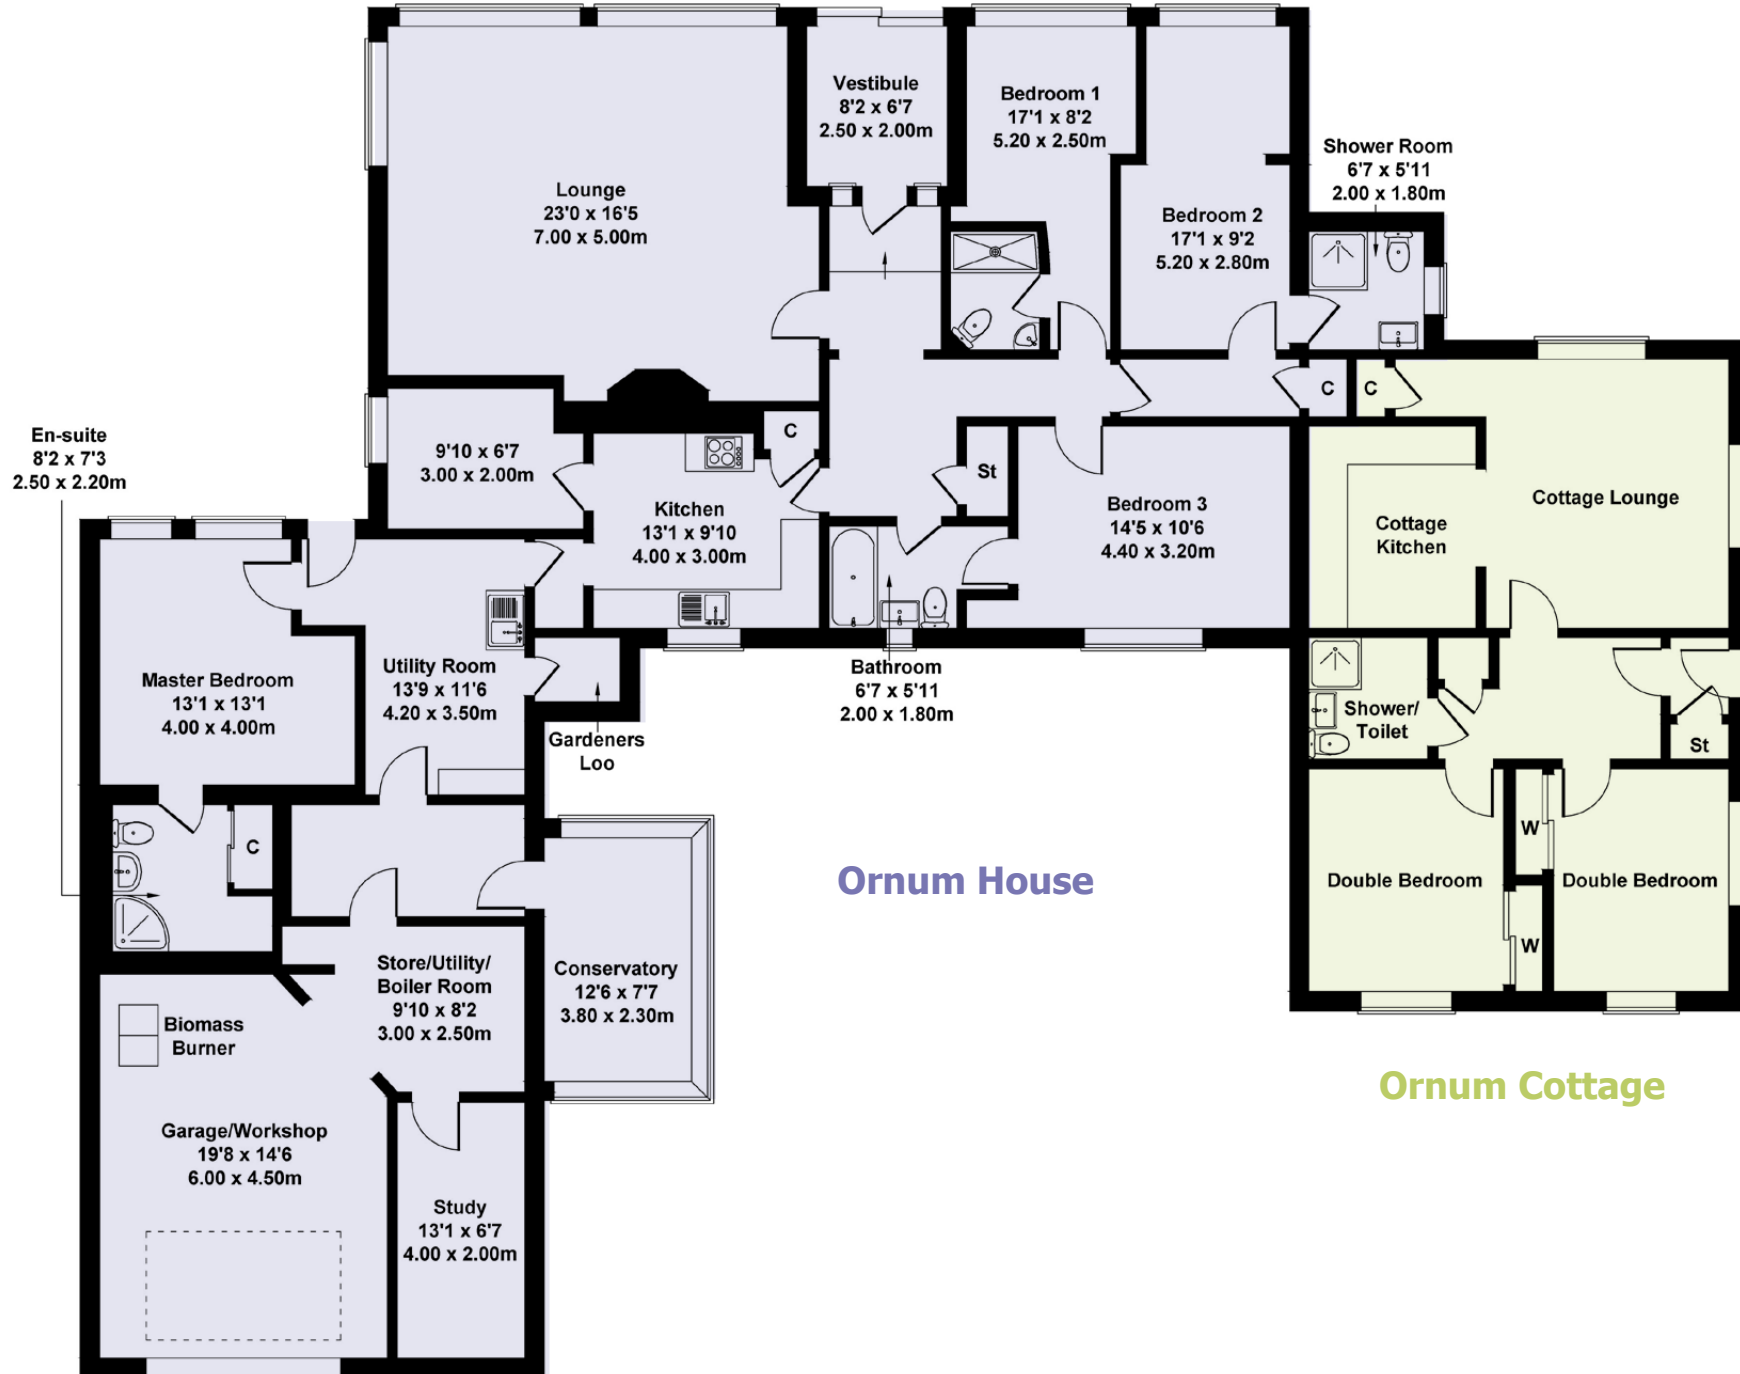 Vestibule
8'2 x 6'7
2.50 x 2.00m
Bedroom 1
17'1 x 8'2
5.20 x 2.50m
Shower Room
6'7 x 5'11
2.00 x 1.80m
Lounge
23'0 x 16'5
7.00 x 5.00m
Bedroom 2
17'1 x 9'2
5.20 x 2.80m
C
C
En-suite
8'2 x 7'3
2.50 x 2.20m
9'10 x 6'7
3.00 x 2.00m
C
St
Kitchen
13'1 x 9'10
4.00 x 3.00m
Bedroom 3
14'5 x 10'6
4.40 x 3.20m
Cottage Lounge
Cottage
Kitchen
Master Bedroom
13'1 x 13'1
4.00 x 4.00m
Utility Room
13'9 x 11'6
4.20 x 3.50m
Gardeners
Loo
Bathroom
6'7 x 5'11
2.00 x 1.80m
Shower/
Toilet
St
C
W
W
Double Bedroom
Double Bedroom
Ornum House
Store/Utility/
Boiler Room
9'10 x 8'2
3.00 x 2.50m
Conservatory
12'6 x 7'7
3.80 x 2.30m
Biomass
Burner
Ornum Cottage
Garage/Workshop
19'8 x 14'6
6.00 x 4.50m
Study
13'1 x 6'7
4.00 x 2.00m